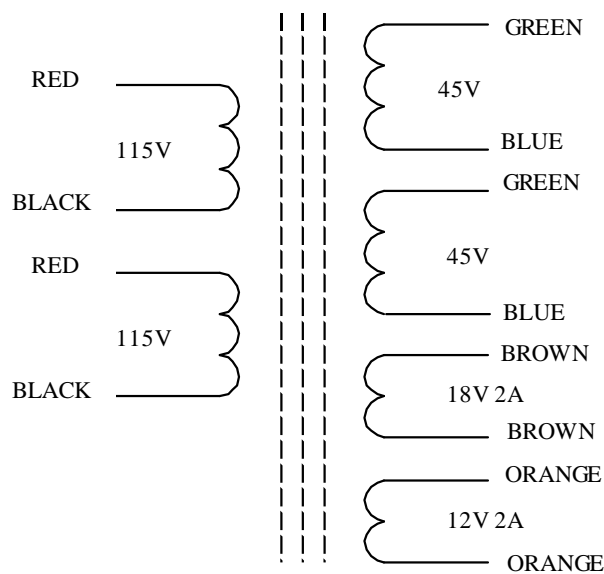 RED
115V
BLACK
RED
115V
BLACK
GREEN
45V
BLUE
GREEN
45V
BLUE
BROWN
18V 2A
BROWN
ORANGE
12V 2A
ORANGE